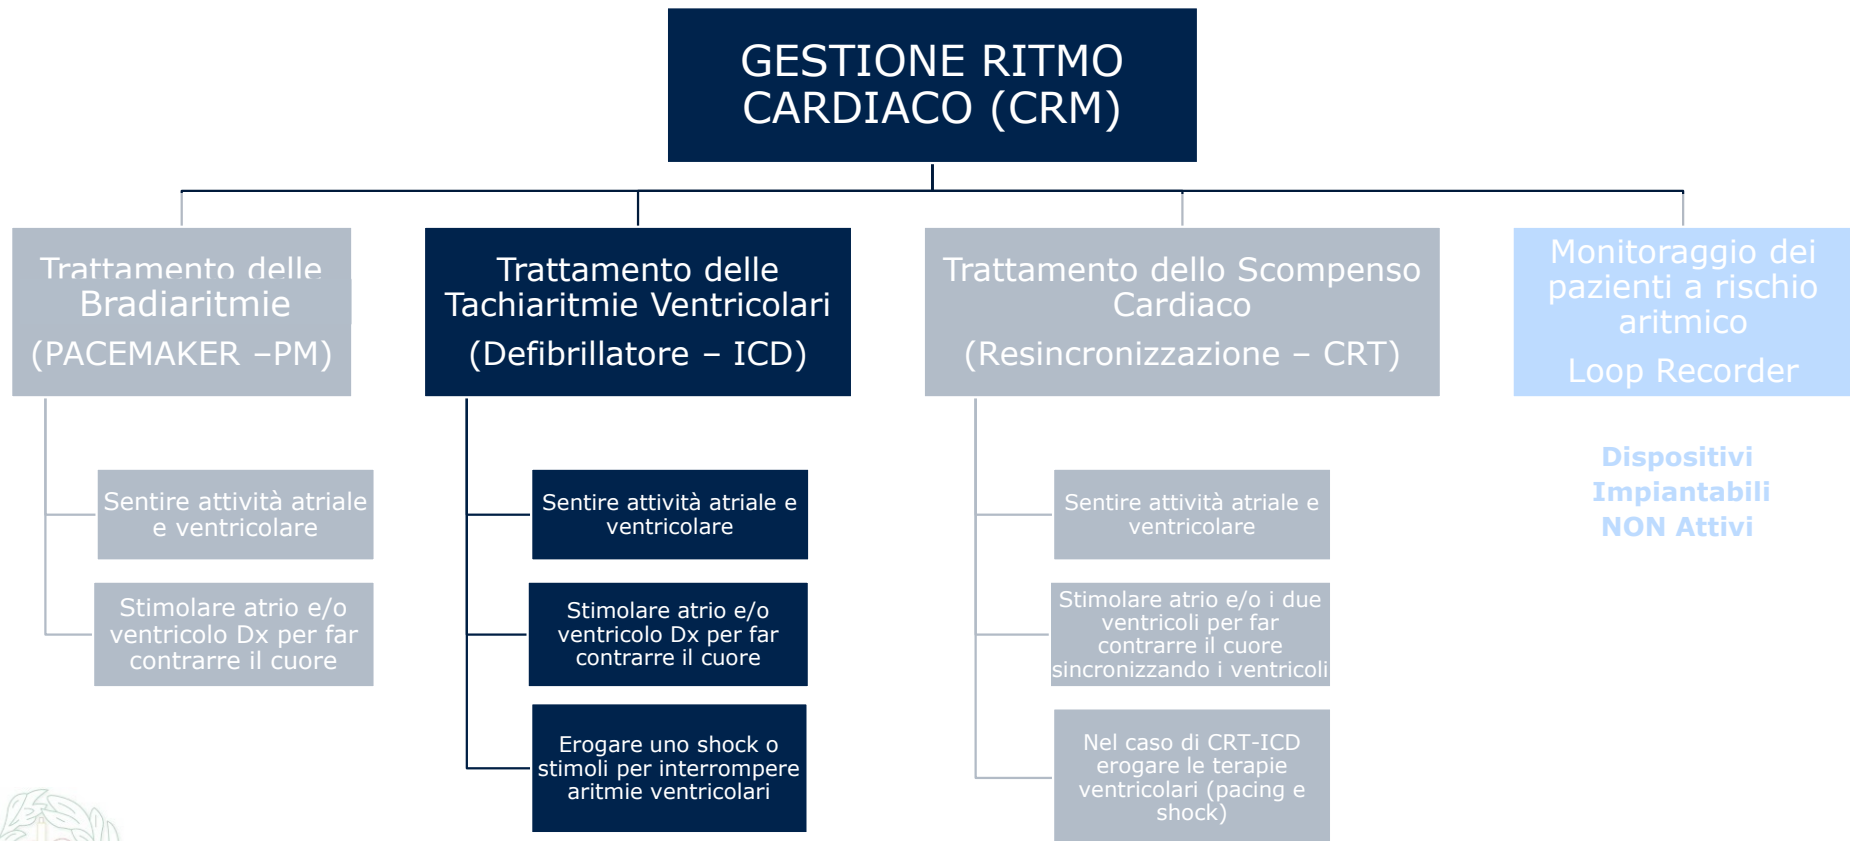 GESTIONE RITMO
CARDIACO (CRM)
Trattamento delle
Bradiaritmie
(PACEMAKER –PM)
Sentire attività atriale
e ventricolare
Stimolare atrio e/o
ventricolo Dx per far
contrarre il cuore
Trattamento delle
Tachiaritmie Ventricolari
(Defibrillatore – ICD)
Sentire attività atriale e
ventricolare
Stimolare atrio e/o
ventricolo Dx per far
contrarre il cuore
Erogare uno shock o
stimoli per interrompere
aritmie ventricolari
Trattamento dello Scompenso
Cardiaco
(Resincronizzazione – CRT)
Sentire attività atriale e
ventricolare
Stimolare atrio e/o i due
ventricoli per far
contrarre il cuore
sincronizzando i ventricoli
Nel caso di CRT-ICD
erogare le terapie
ventricolari (pacing e
shock)
Monitoraggio dei
pazienti a rischio
aritmico
Loop Recorder
Dispositivi
Impiantabili
NON Attivi